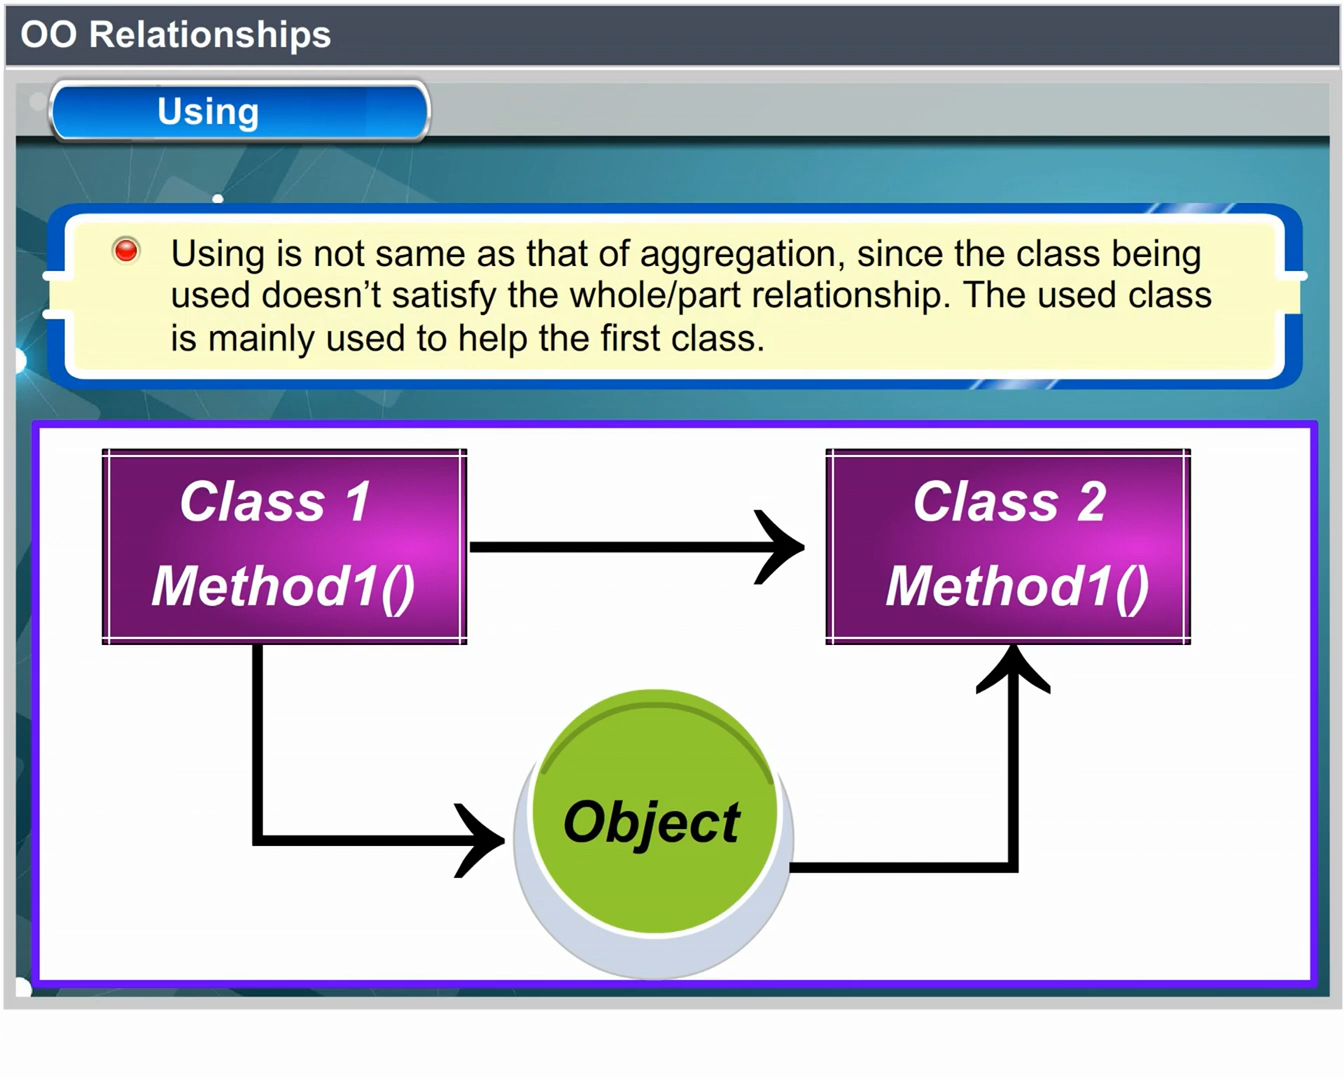 OO Relationships
Using
Using is not same as that of aggregation, since the class being
used doesn’t satisfy the whole/part relationship. The used class
is mainly used to help the first class.
Class 1
Method1()
Class 2
Method1()
Object